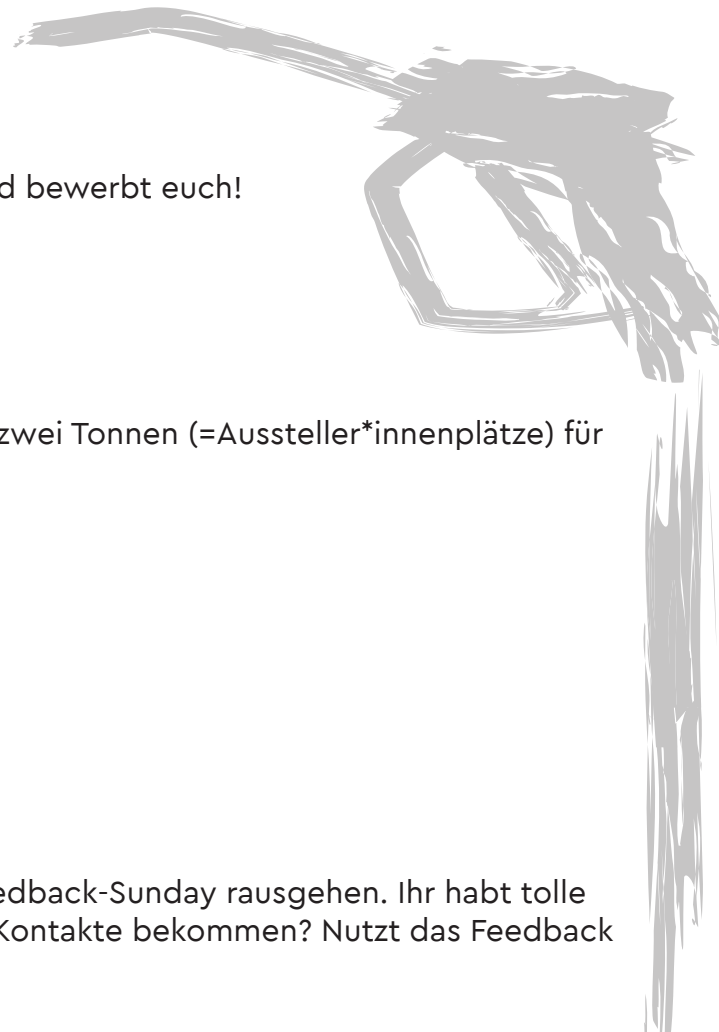 d bewerbt euch!
zwei Tonnen (=Aussteller*innenplätze) für
edback-Sunday rausgehen. Ihr habt tolle
Kontakte bekommen? Nutzt das Feedback